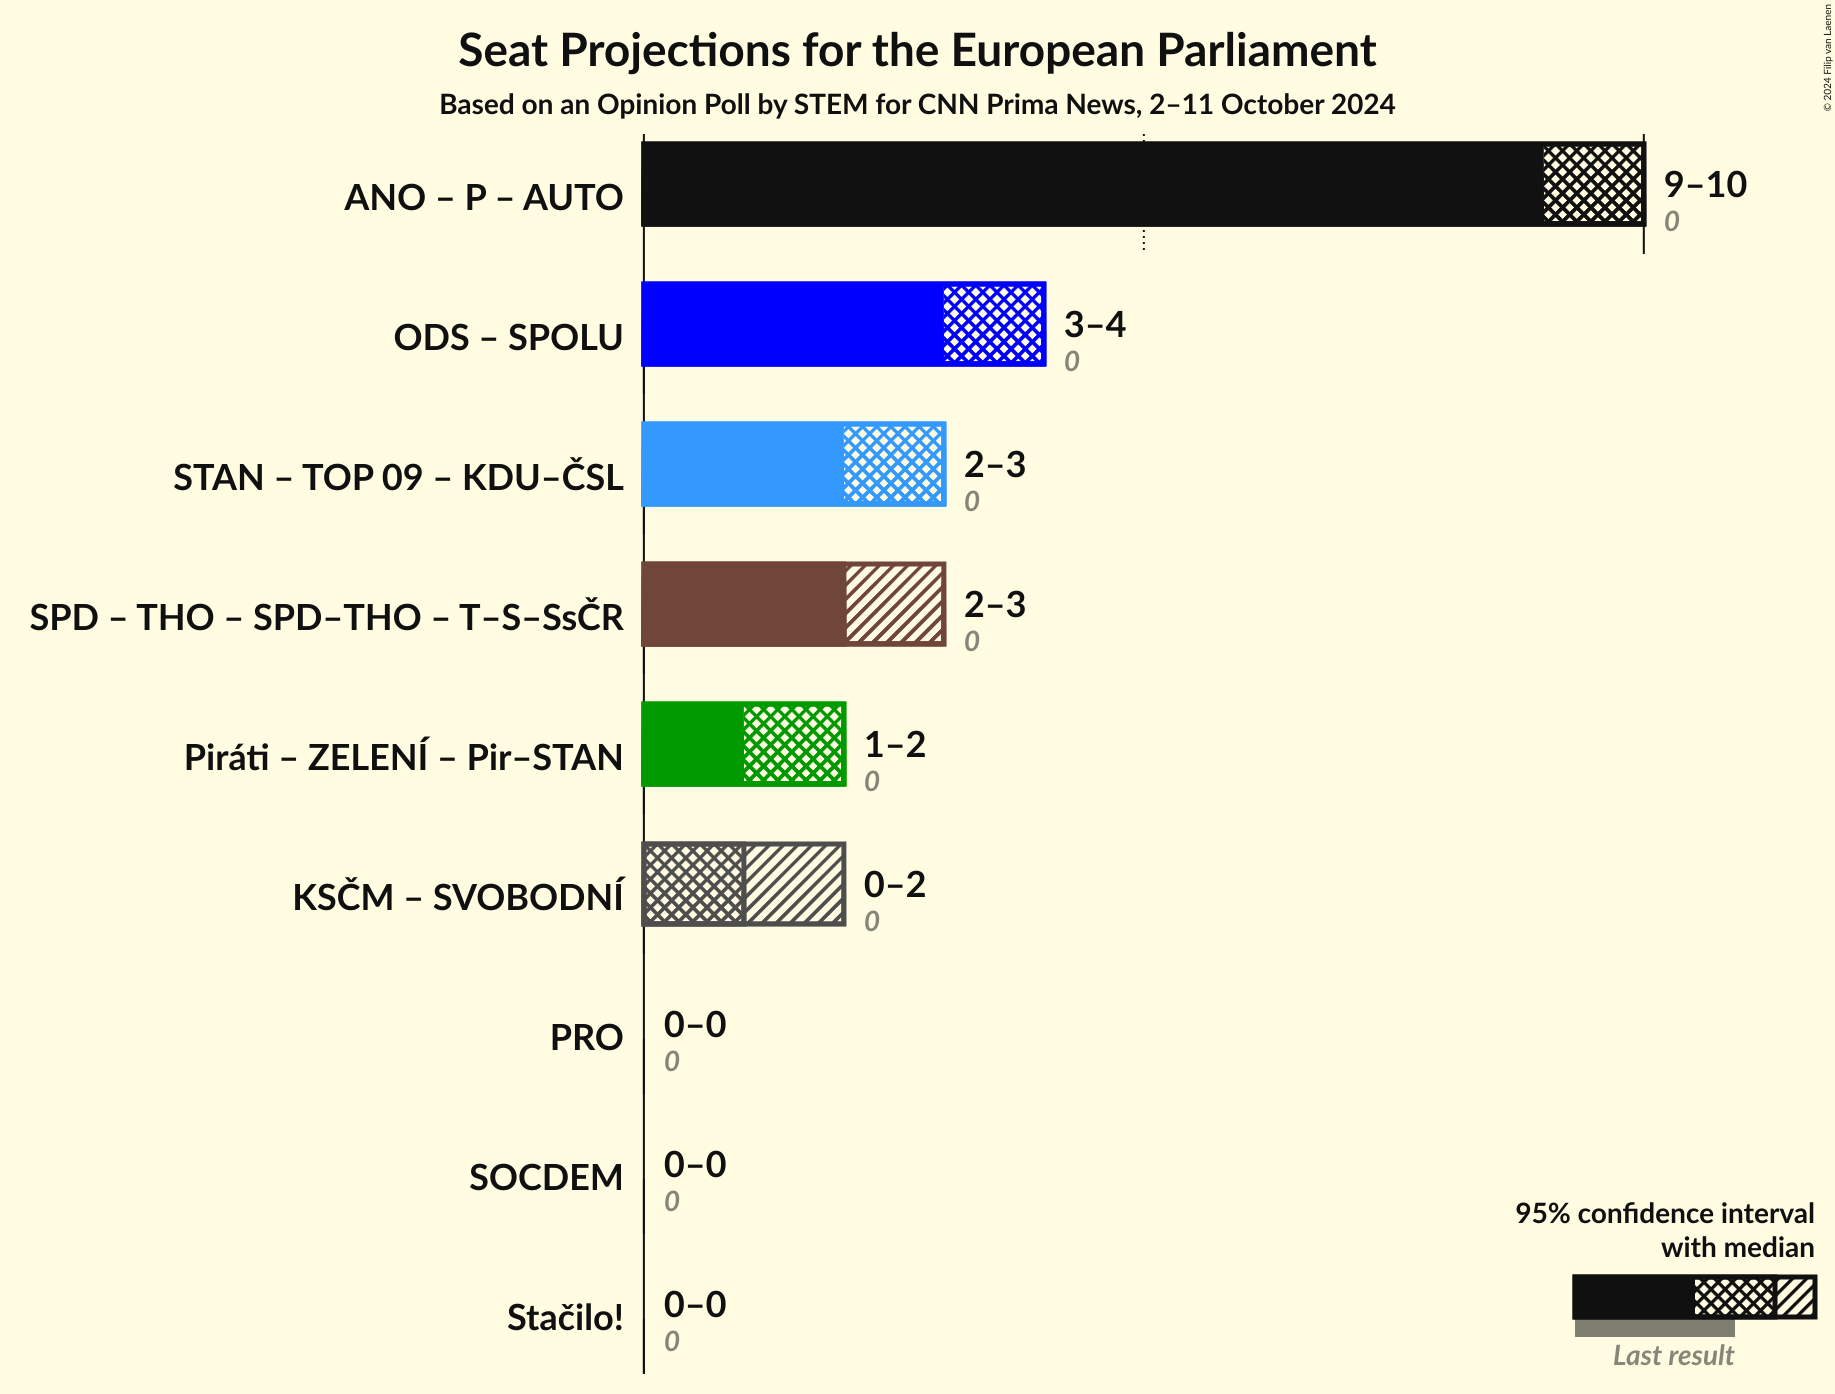 Seat Projections for the European Parliament
Based on an Opinion Poll by STEM for CNN Prima News, 2–11 October 2024
© 2024 Filip van Laenen
ANO – P – AUTO
9–10
0
ODS – SPOLU
3–4
0
STAN – TOP 09 – KDU–ČSL
2–3
0
SPD – THO – SPD–THO – T–S–SsČR
2–3
0
Piráti – ZELENÍ – Pir–STAN
1–2
0
KSČM – SVOBODNÍ
0–2
0
PRO
0–0
0
SOCDEM
0–0
0
Stačilo!
0–0
0
95% confidence interval
with median
Last result